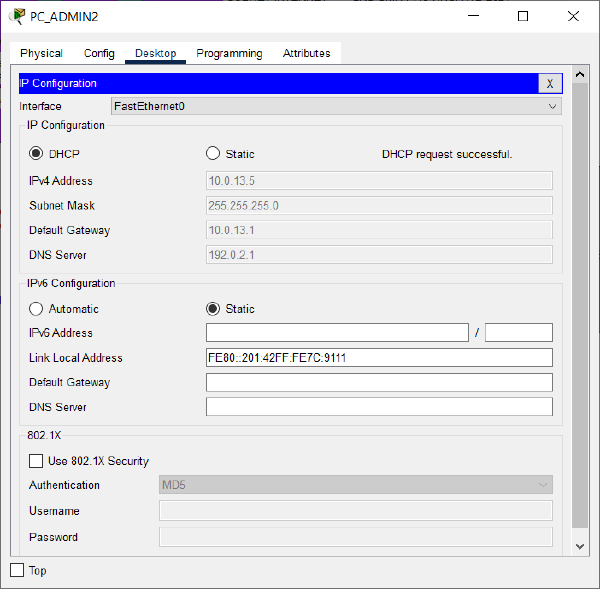 PC_ADMIN2
Physical Config Desktop Programming Attributes
IP Configuration X
Interface FastEthernet0
IP Configuration
DHCP Static DHCP request successful.
IPv4 Address 10.0.13.5
Subnet Mask 255.255.255.0
Default Gateway 10.0.13.1
DNS Server 192.0.2.1
IPv6 Configuration
Automatic Static
IPv6 Address /
Link Local Address FE80::201:42FF:FE7C:9111
Default Gateway
DNS Server
802.1X
Use 802.1X Security
Authentication MD5
Username
Password
Top